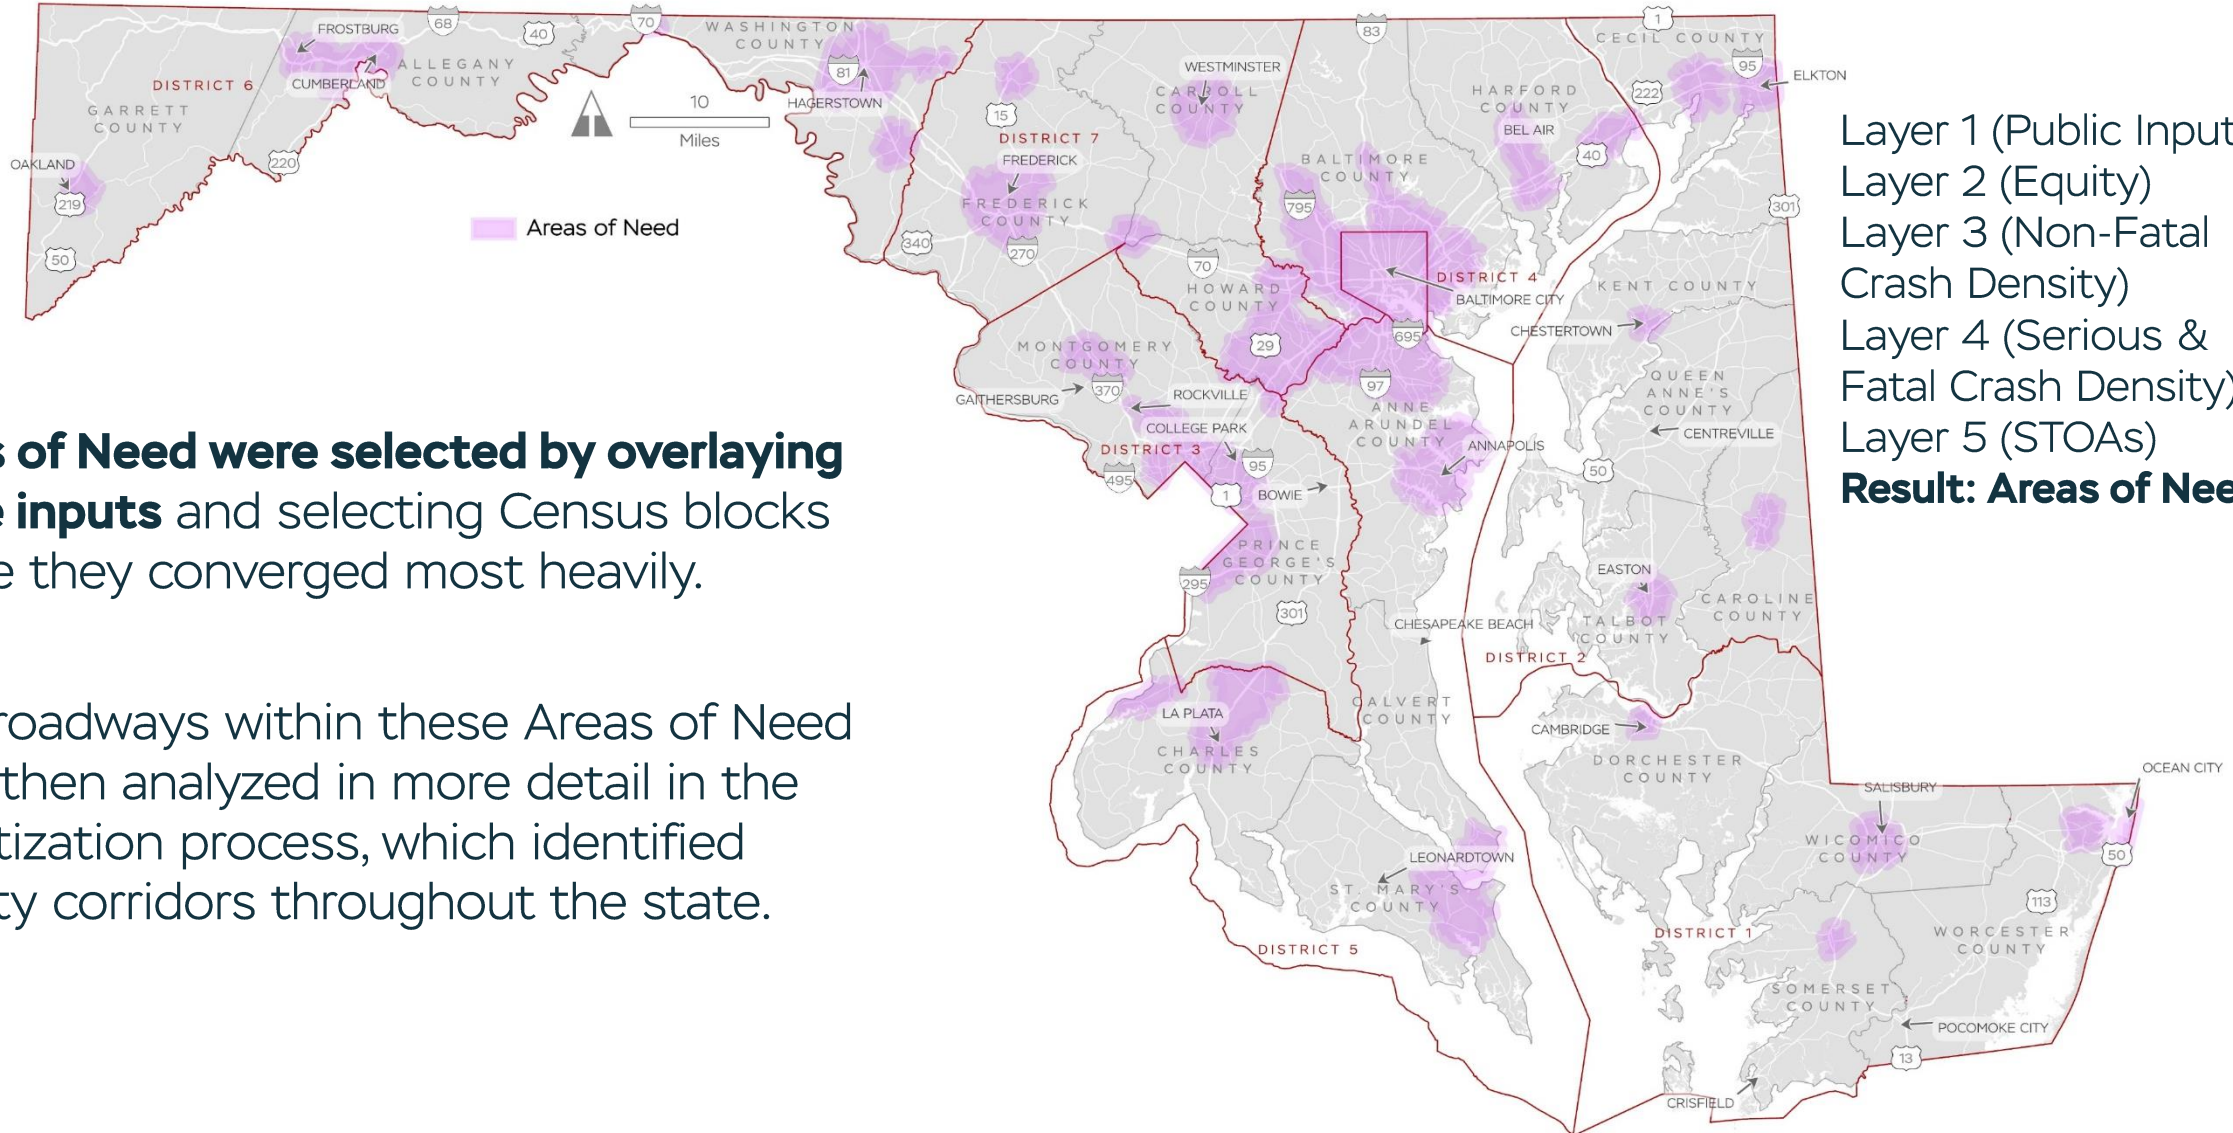 FROSTBURG
68
40
70
WASHINGTON
COUNTY
83
1
CECIL COUNTY
DISTRICT 6
CUMBERLAND
ALLEGANY
COUNTY
81
HAGERSTOWN
WESTMINSTER
CARROLL
COUNTY
HARFORD
COUNTY
BEL AIR
222
95
ELKTON
GARRETT
COUNTY
10
Miles
15
DISTRICT 7
FREDERICK
FREDERICK
COUNTY
BALTIMORE
COUNTY
40
OAKLAND
219
220
50
Areas of Need
340
270
70
795
301
HOWARD
COUNTY
DISTRICT 4
BALTIMORE CITY
KENT COUNTY
CHESTERTOWN
695
29
97
MONTGOMERY
COUNTY
GAITHERSBURG
370
ROCKVILLE
COLLEGE PARK
DISTRICT 3
495
95
1
BOWIE
ANNE
ARUNDEL
COUNTY
ANNAPOLIS
QUEEN
ANNE'S
COUNTY
CENTREVILLE
50
PRINCE
GEORGE'S
COUNTY
295
301
EASTON
TALBOT
COUNTY
CAROLINE
COUNTY
CHESAPEAKE BEACH
DISTRICT 2
CALVERT
COUNTY
LA PLATA
CHARLES
COUNTY
CAMBRIDGE
DORCHESTER
COUNTY
SALISBURY
OCEAN CITY
WICOMICO
COUNTY
50
LEONARDTOWN
ST. MARY'S
COUNTY
DISTRICT 5
DISTRICT 1
113
WORCESTER
COUNTY
SOMERSET
COUNTY
POCOMOKE CITY
13
CRISFIELD
Layer 1 (Public Input
Layer 2 (Equity)
Layer 3 (Non-Fatal
Crash Density)
Layer 4 (Serious &
Fatal Crash Density)
Layer 5 (STOAs)
Result: Areas of Nee
s of Need were selected by overlaying
e inputs and selecting Census blocks
e they converged most heavily.
roadways within these Areas of Need
then analyzed in more detail in the
tization process, which identified
ty corridors throughout the state.